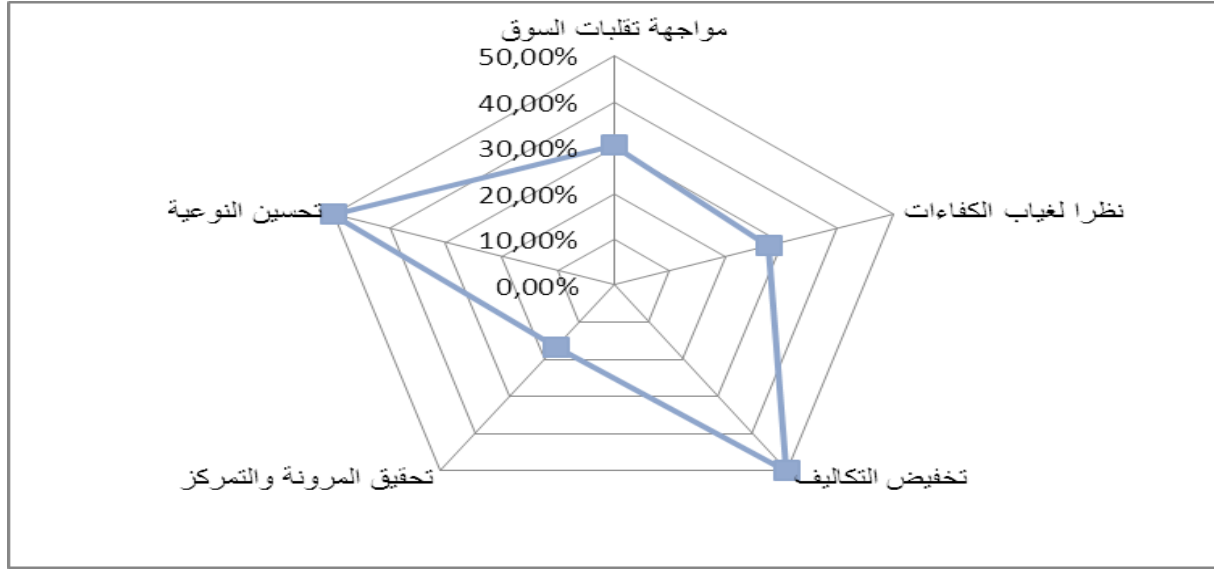 مواجهة تقلبات السوق
50,00%
40,00%
30,00%
20,00%
10,00%
0,00%
نظرا لغياب الكفاءات
تخفيض التكاليف
تحقيق المرونة والتمركز
تحسين النوعية